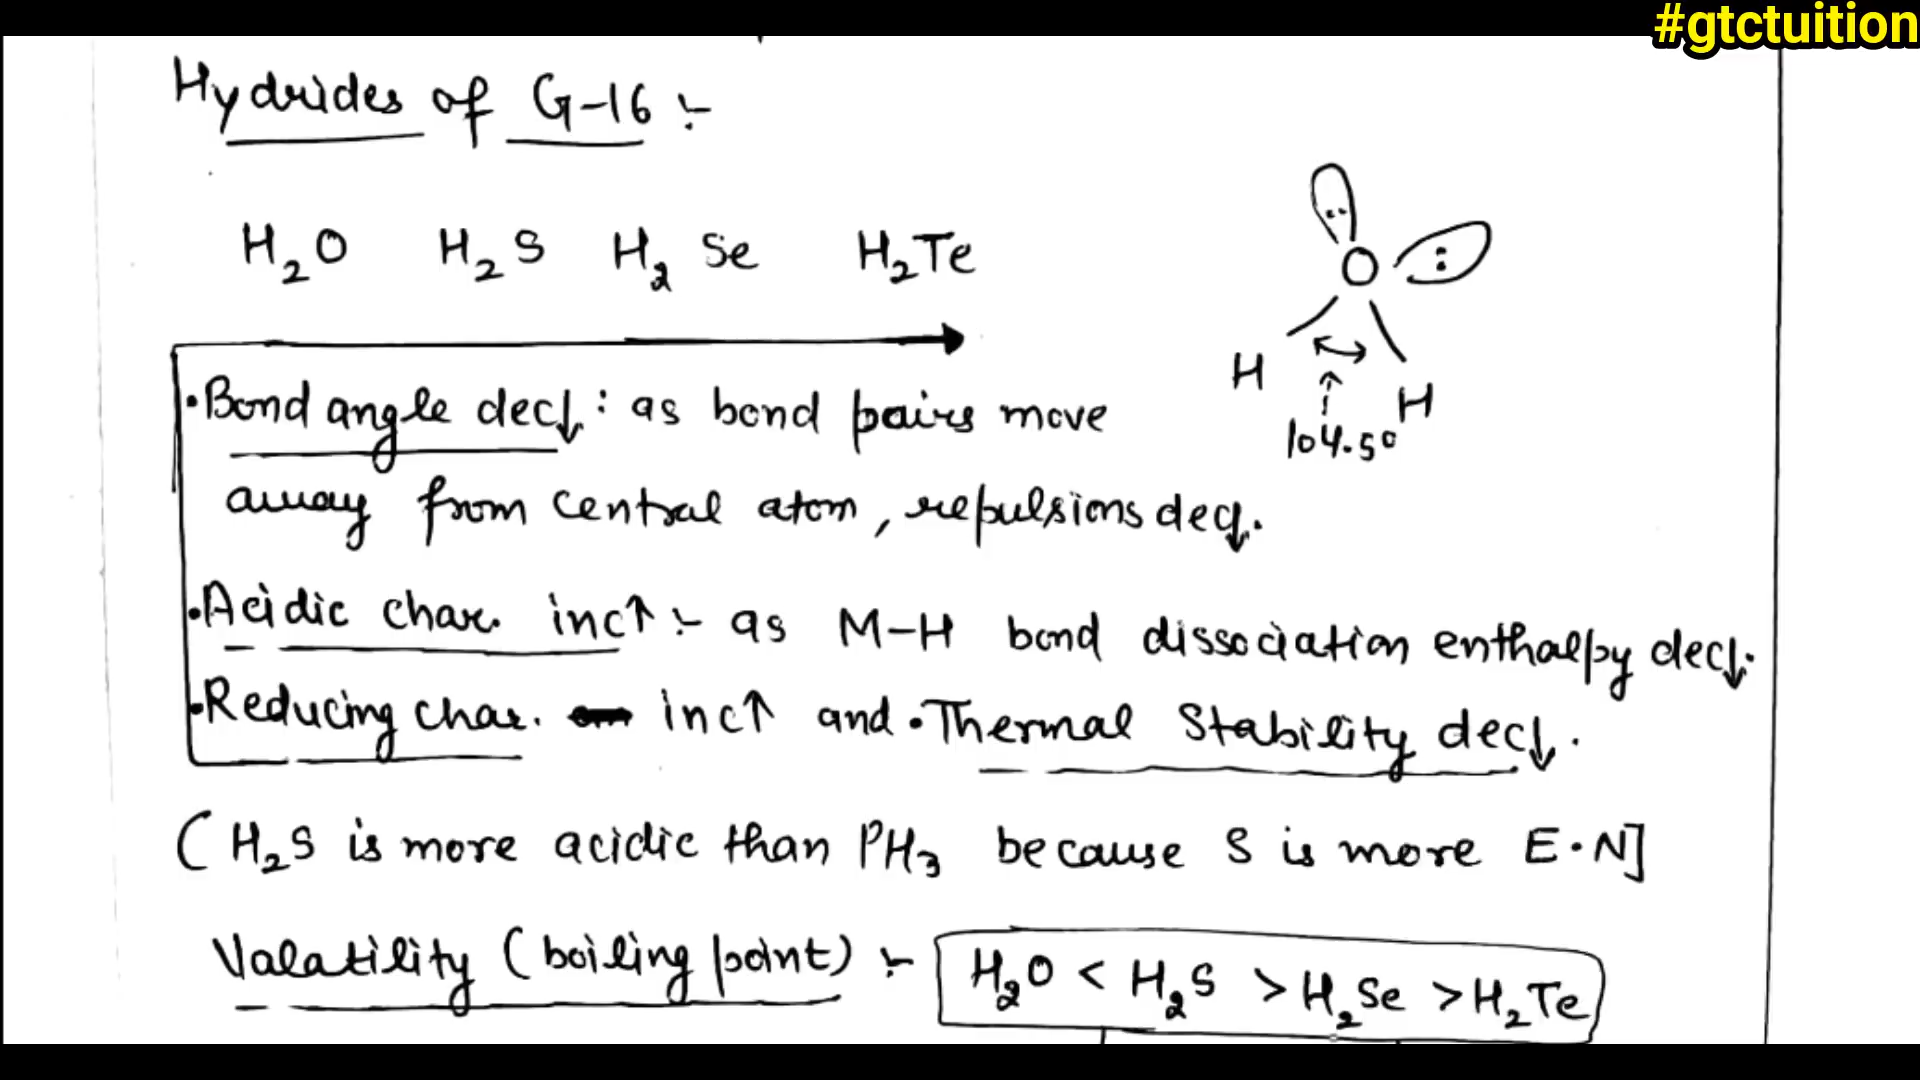 #gtctuition
Hydrides of G-16 :-
H₂O H₂S H₂Se H₂Te
O
H
H
104.5°
• Bond angle dec↓ : as bond pairs move
away from central atom, repulsions dec↓.
• Acidic char. inc↑ :- as M-H bond dissociation enthalpy dec↓.
• Reducing char. inc↑ and • Thermal Stability dec↓.
( H₂S is more acidic than PH₃ because S is more E·N]
Valatility (boiling point) :- H₂O < H₂S > H₂Se > H₂Te